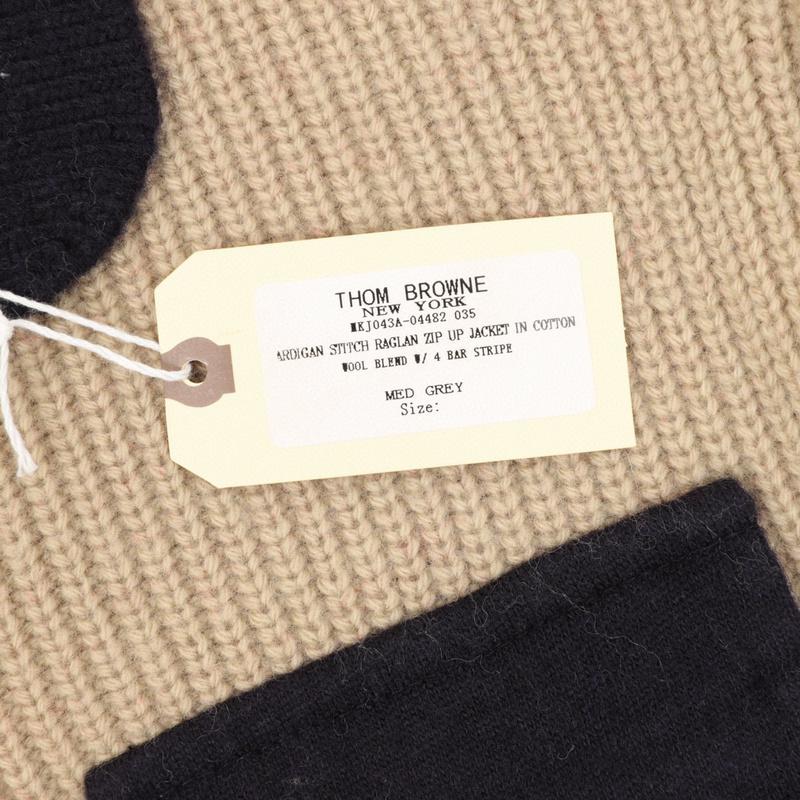 THOM BROWNE
NEW YORK
MKJ043A-04482 035
ARDIGAN STITCH RAGLAN ZIP UP JACKET IN COTTON
WOOL BLEND W/ 4 BAR STRIPE
MED GREY
Size: